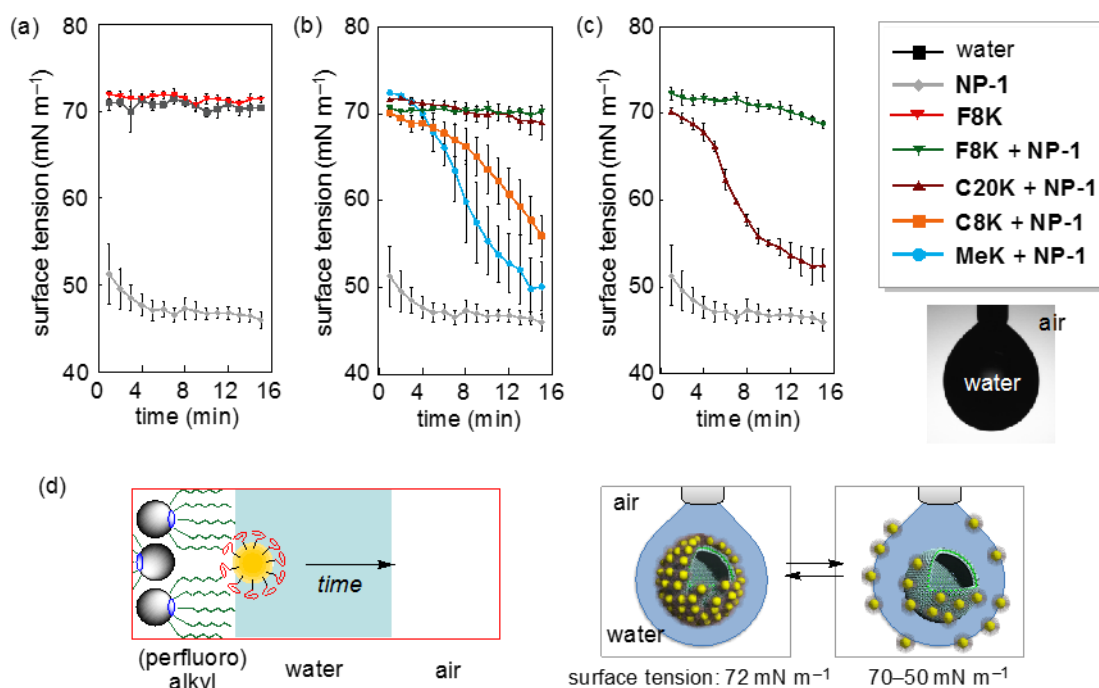 (a)
80
70
60
50
40
surface tension (mN m⁻¹)
0 4 8 12 16
time (min)
(b)
80
70
60
50
40
surface tension (mN m⁻¹)
0 4 8 12 16
time (min)
(c)
80
70
60
50
40
surface tension (mN m⁻¹)
0 4 8 12 16
time (min)
water
NP-1
F8K
F8K + NP-1
C20K + NP-1
C8K + NP-1
MeK + NP-1
air
water
(d)
time
(perfluoro)
alkyl
water
air
air
water
surface tension: 72 mN m⁻¹
70–50 mN m⁻¹